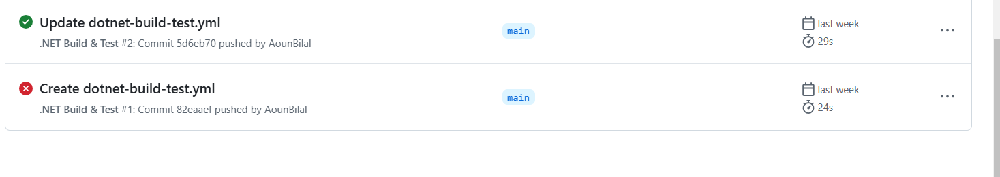 Update dotnet-build-test.yml
.NET Build & Test #2: Commit 5d6eb70 pushed by AounBilal
main
last week
29s
Create dotnet-build-test.yml
.NET Build & Test #1: Commit 82eaaef pushed by AounBilal
main
last week
24s